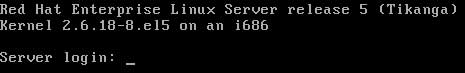 Red Hat Enterprise Linux Server release 5 (Tikanga)
Kernel 2.6.18-8.el5 on an i686
Server login: _